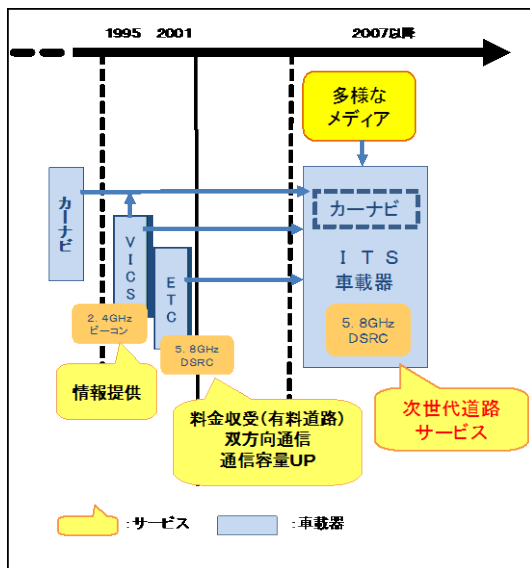 1995
2001
2007以降
多様な
メディア
カーナビ
カーナビ
VICS
ETC
ITS
車載器
2.4GHz
ビーコン
5.8GHz
DSRC
5.8GHz
DSRC
情報提供
料金収受(有料道路)
双方向通信
通信容量UP
次世代道路
サービス
:サービス
:車載器